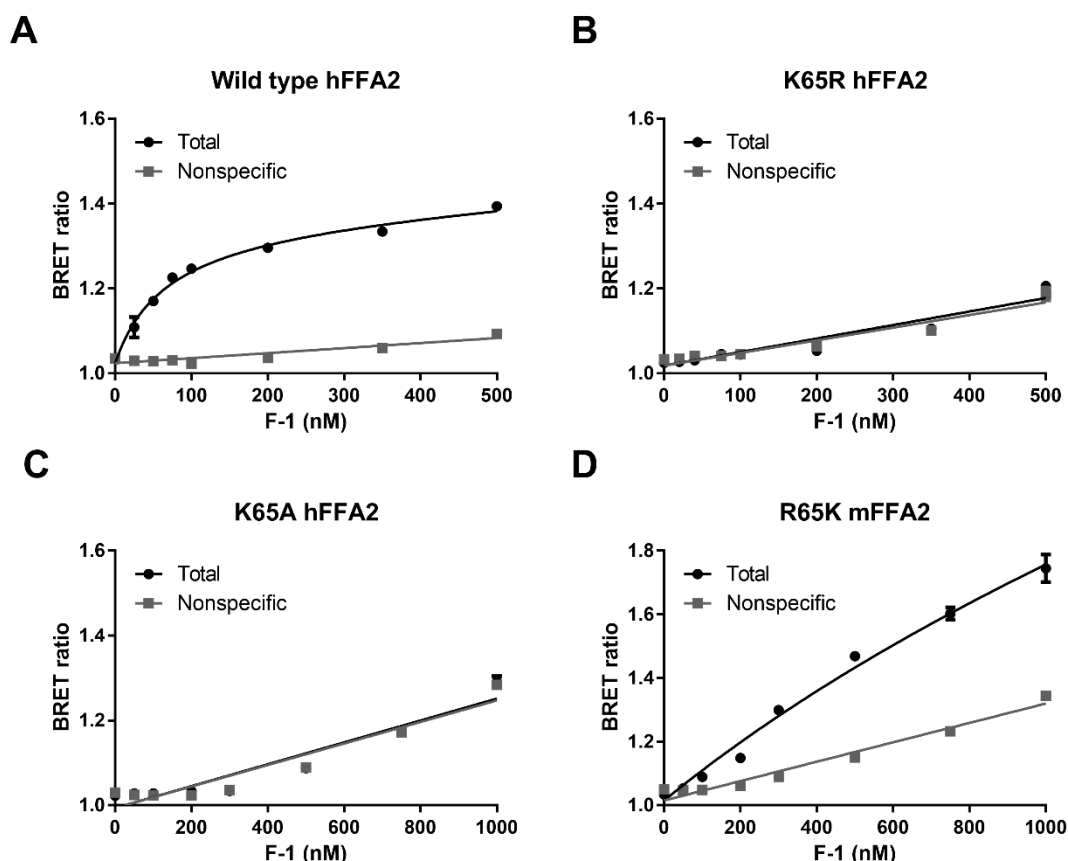 A
Wild type hFFA2
1.6
1.4
1.2
1.0
BRET ratio
Total
Nonspecific
0 100 200 300 400 500
F-1 (nM)
B
K65R hFFA2
1.6
1.4
1.2
1.0
BRET ratio
Total
Nonspecific
0 100 200 300 400 500
F-1 (nM)
C
K65A hFFA2
1.6
1.4
1.2
1.0
BRET ratio
Total
Nonspecific
0 200 400 600 800 1000
F-1 (nM)
D
R65K mFFA2
1.8
1.6
1.4
1.2
1.0
BRET ratio
Total
Nonspecific
0 200 400 600 800 1000
F-1 (nM)